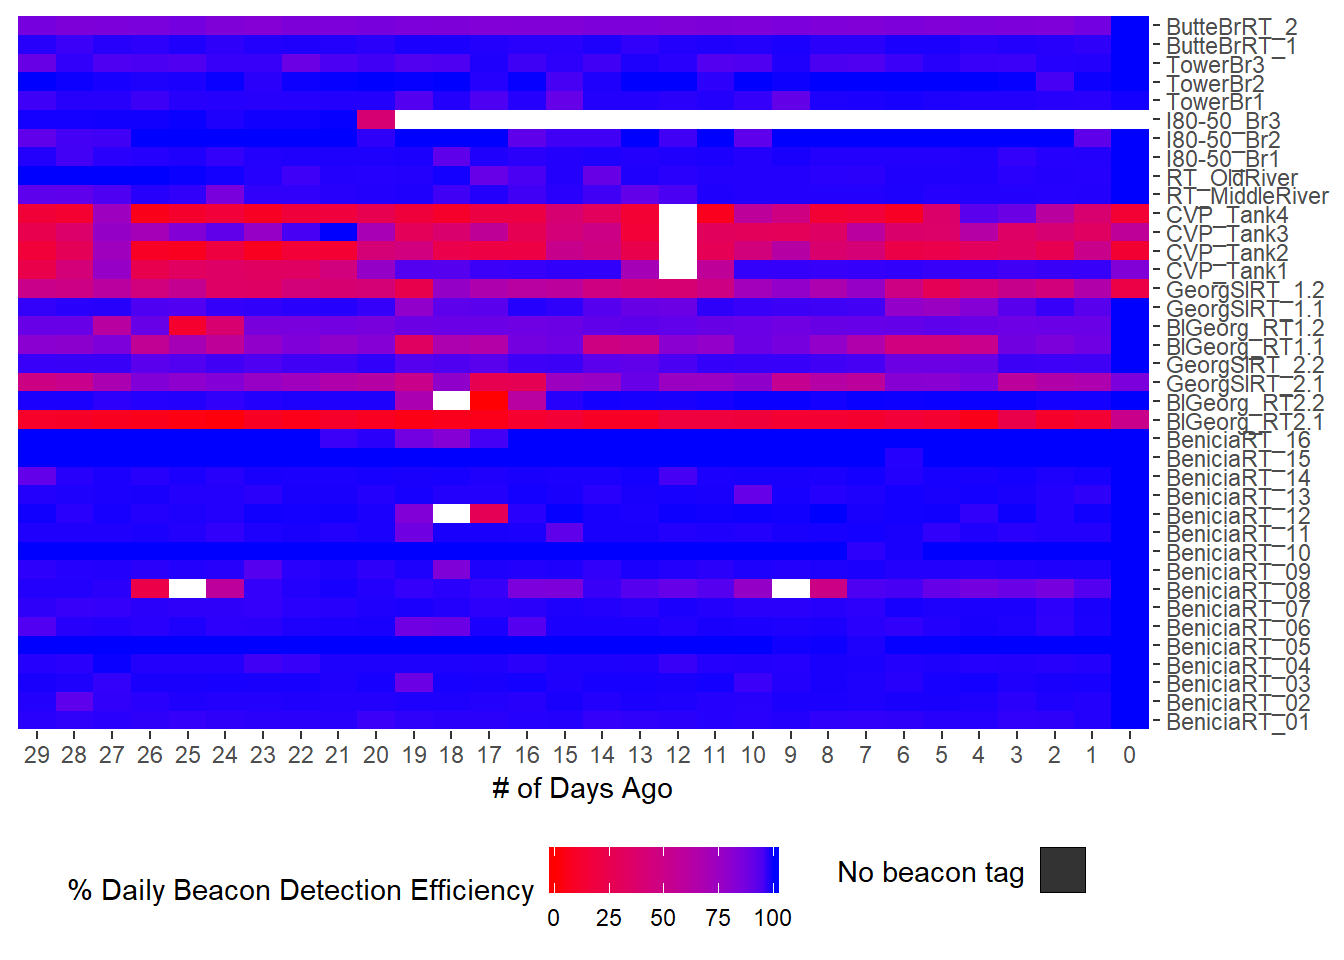 ButteBrRT_2
ButteBrRT_1
TowerBr3
TowerBr2
TowerBr1
I80-50_Br3
I80-50_Br2
I80-50_Br1
RT_OldRiver
RT_MiddleRiver
CVP_Tank4
CVP_Tank3
CVP_Tank2
CVP_Tank1
GeorgSlRT_1.2
GeorgSlRT_1.1
BlGeorg_RT1.2
BlGeorg_RT1.1
GeorgSlRT_2.2
GeorgSlRT_2.1
BlGeorg_RT2.2
BlGeorg_RT2.1
BeniciaRT_16
BeniciaRT_15
BeniciaRT_14
BeniciaRT_13
BeniciaRT_12
BeniciaRT_11
BeniciaRT_10
BeniciaRT_09
BeniciaRT_08
BeniciaRT_07
BeniciaRT_06
BeniciaRT_05
BeniciaRT_04
BeniciaRT_03
BeniciaRT_02
BeniciaRT_01
29 28 27 26 25 24 23 22 21 20 19 18 17 16 15 14 13 12 11 10 9 8 7 6 5 4 3 2 1 0
# of Days Ago
% Daily Beacon Detection Efficiency
0 25 50 75 100
No beacon tag